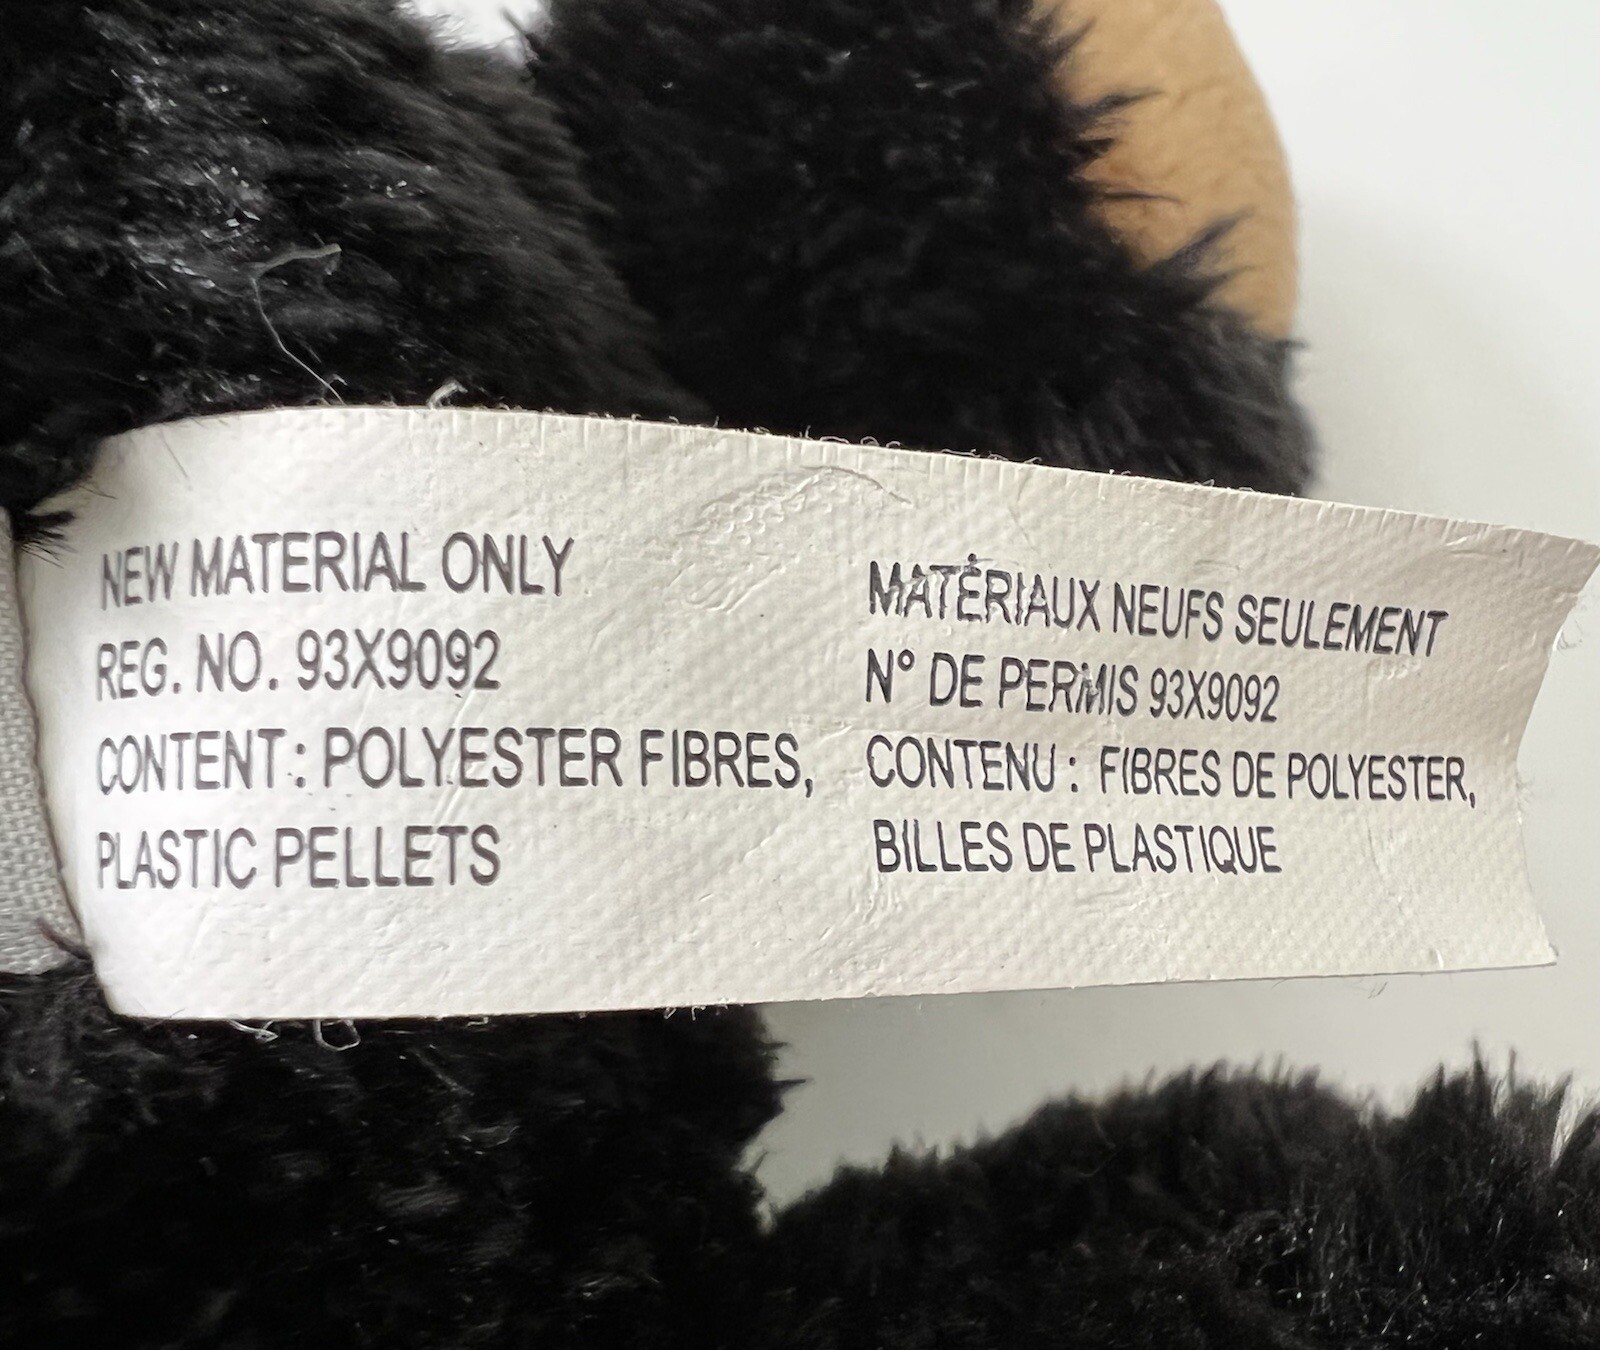 NEW MATERIAL ONLY
REG. NO. 93X9092
CONTENT: POLYESTER FIBRES,
PLASTIC PELLETS
MATÉRIAUX NEUFS SEULEMENT
N° DE PERMIS 93X9092
CONTENU : FIBRES DE POLYESTER,
BILLES DE PLASTIQUE